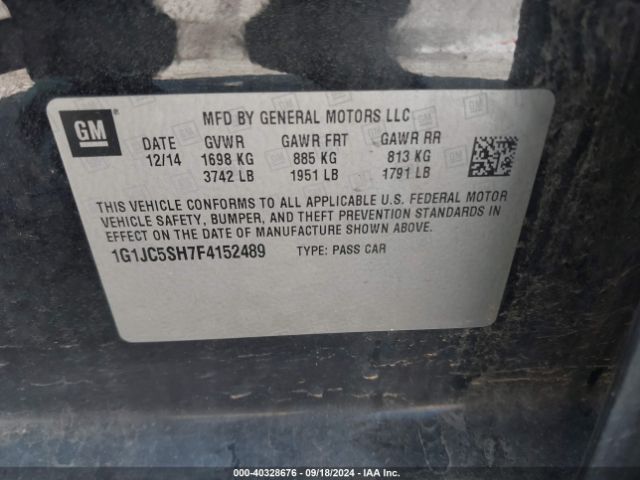 GM
MFD BY GENERAL MOTORS LLC
DATE GVWR GAWR FRT GAWR RR
12/14 1698 KG 885 KG 813 KG
3742 LB 1951 LB 1791 LB
THIS VEHICLE CONFORMS TO ALL APPLICABLE U.S. FEDERAL MOTOR
VEHICLE SAFETY, BUMPER, AND THEFT PREVENTION STANDARDS IN
EFFECT ON THE DATE OF MANUFACTURE SHOWN ABOVE.
1G1JC5SH7F4152489 TYPE: PASS CAR
000-40328676 - 09/18/2024 - IAA Inc.